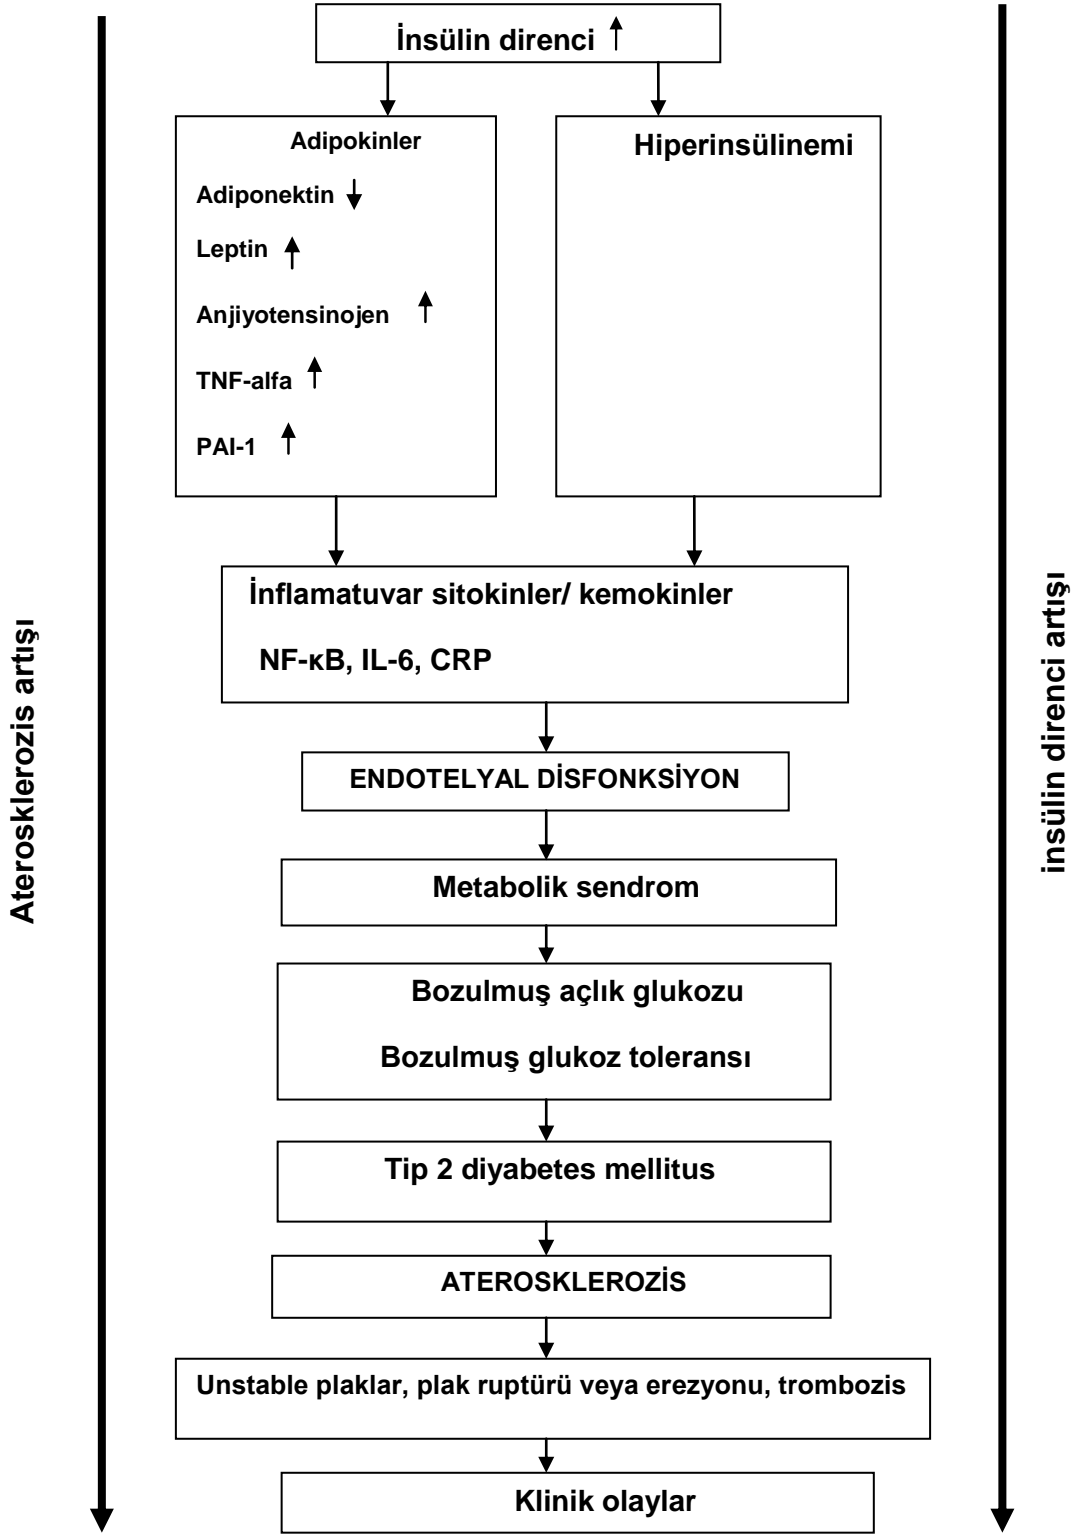 İnsülin direnci
Adipokinler
Adiponektin
Leptin
Anjiyotensinojen
TNF-alfa
PAI-1
Hiperinsülinemi
İnflamatuvar sitokinler/ kemokinler
NF-κB, IL-6, CRP
ENDOTELYAL DİSFONKSİYON
Metabolik sendrom
Bozulmuş açlık glukozu
Bozulmuş glukoz toleransı
Tip 2 diyabetes mellitus
ATEROSKLEROZİS
Unstable plaklar, plak ruptürü veya erezyonu, trombozis
Klinik olaylar
Aterosklerozis artışı
insülin direnci artışı